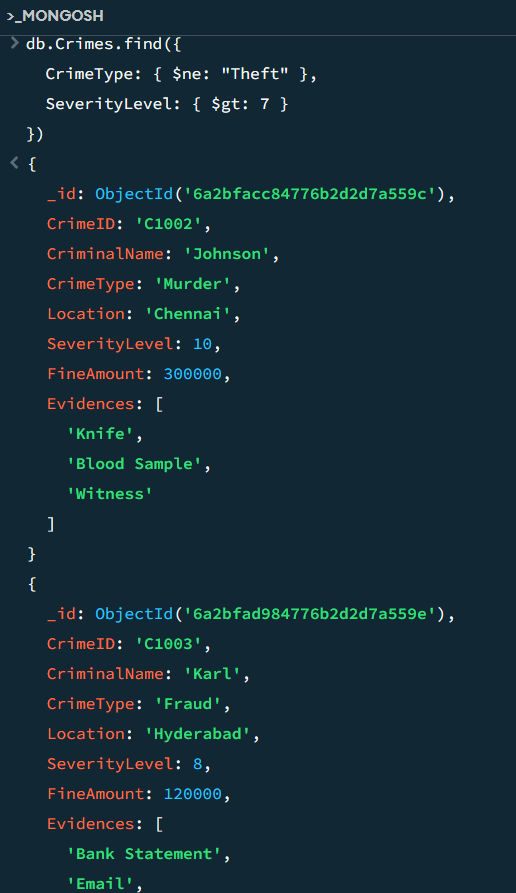 >_MONGOSH
> db.Crimes.find({
CrimeType: { $ne: "Theft" },
SeverityLevel: { $gt: 7 }
})
< {
_id: ObjectId('6a2bfacc84776b2d2d7a559c'),
CrimeID: 'C1002',
CriminalName: 'Johnson',
CrimeType: 'Murder',
Location: 'Chennai',
SeverityLevel: 10,
FineAmount: 300000,
Evidences: [
'Knife',
'Blood Sample',
'Witness'
]
}
{
_id: ObjectId('6a2bfad984776b2d2d7a559e'),
CrimeID: 'C1003',
CriminalName: 'Karl',
CrimeType: 'Fraud',
Location: 'Hyderabad',
SeverityLevel: 8,
FineAmount: 120000,
Evidences: [
'Bank Statement',
'Email',